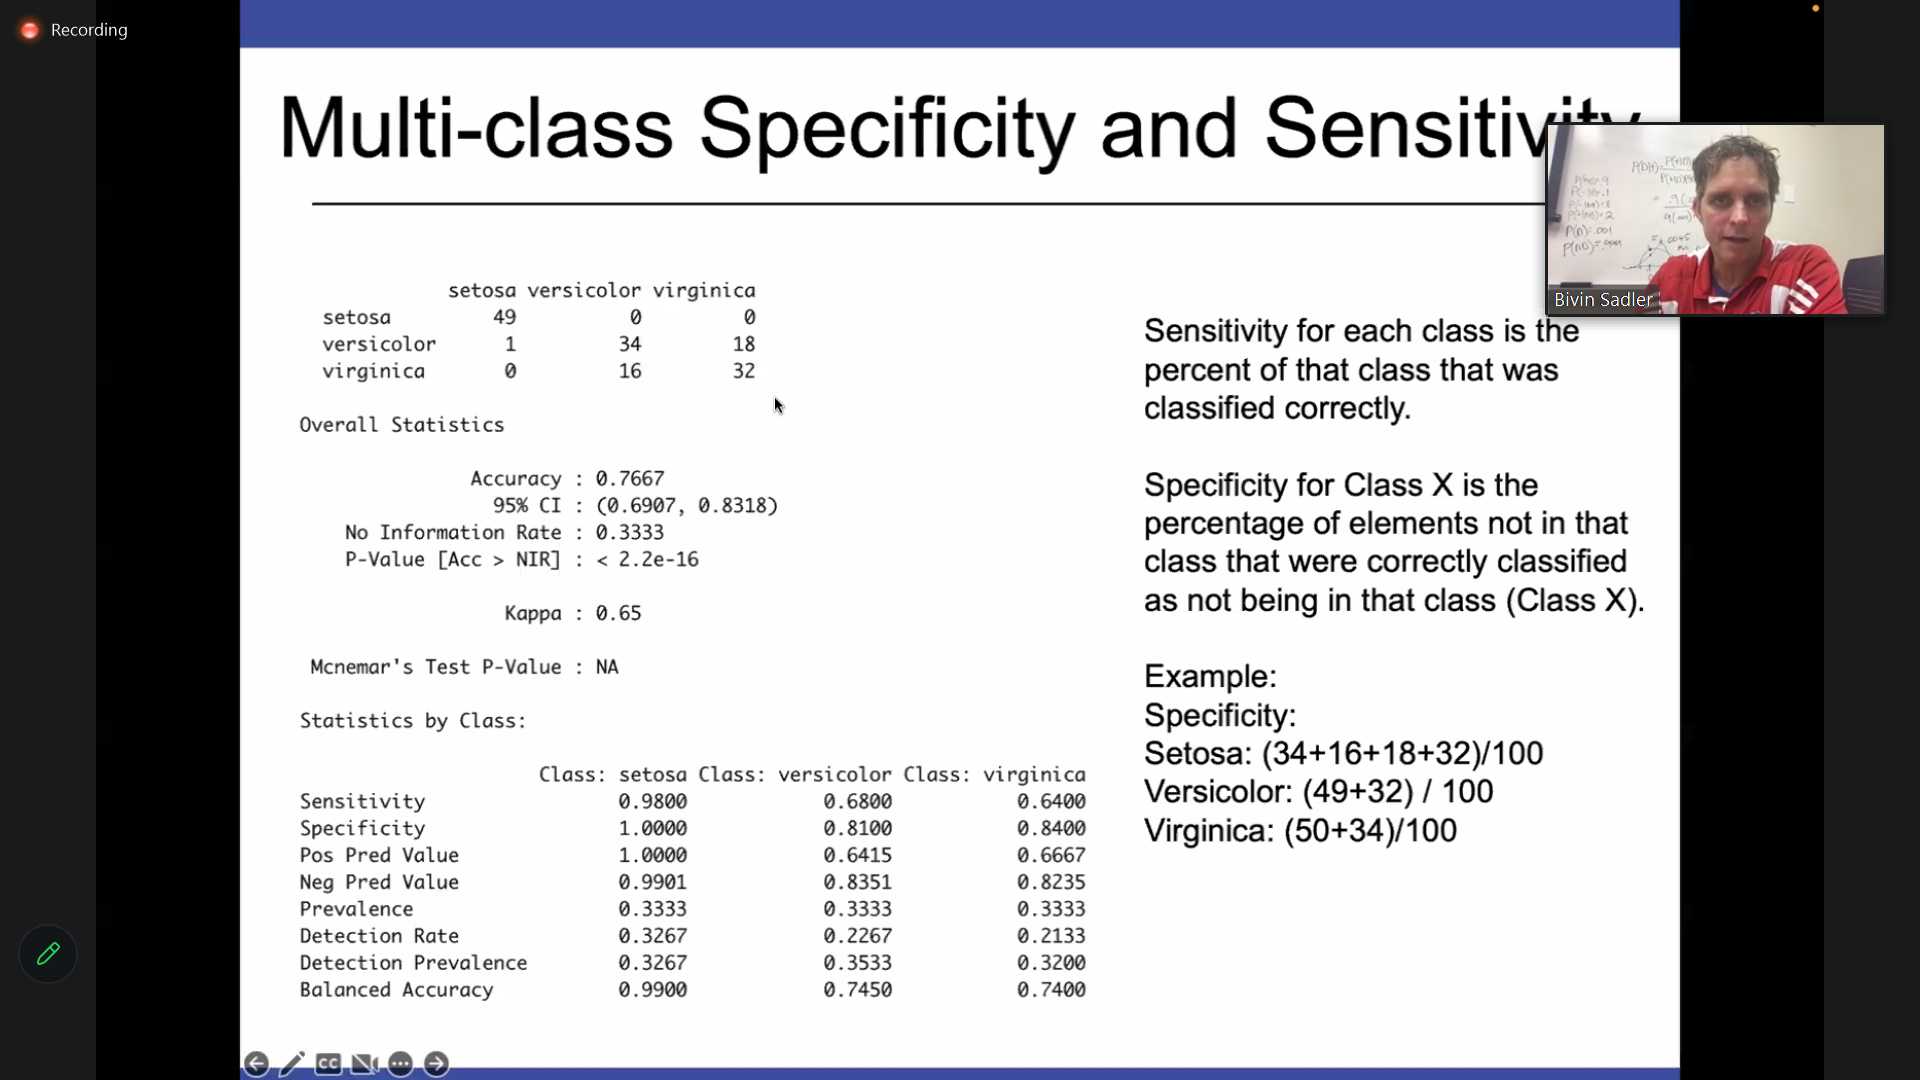 Recording
Multi-class Specificity and Sensitivity
Bivin Sadler
setosa versicolor virginica
setosa 49 0 0
versicolor 1 34 18
virginica 0 16 32
Overall Statistics
Accuracy : 0.7667
95% CI : (0.6907, 0.8318)
No Information Rate : 0.3333
P-Value [Acc > NIR] : < 2.2e-16
Kappa : 0.65
Mcnemar's Test P-Value : NA
Statistics by Class:
Class: setosa Class: versicolor Class: virginica
Sensitivity 0.9800 0.6800 0.6400
Specificity 1.0000 0.8100 0.8400
Pos Pred Value 1.0000 0.6415 0.6667
Neg Pred Value 0.9901 0.8351 0.8235
Prevalence 0.3333 0.3333 0.3333
Detection Rate 0.3267 0.2267 0.2133
Detection Prevalence 0.3267 0.3533 0.3200
Balanced Accuracy 0.9900 0.7450 0.7400
Sensitivity for each class is the
percent of that class that was
classified correctly.
Specificity for Class X is the
percentage of elements not in that
class that were correctly classified
as not being in that class (Class X).
Example:
Specificity:
Setosa: (34+16+18+32)/100
Versicolor: (49+32) / 100
Virginica: (50+34)/100
CC